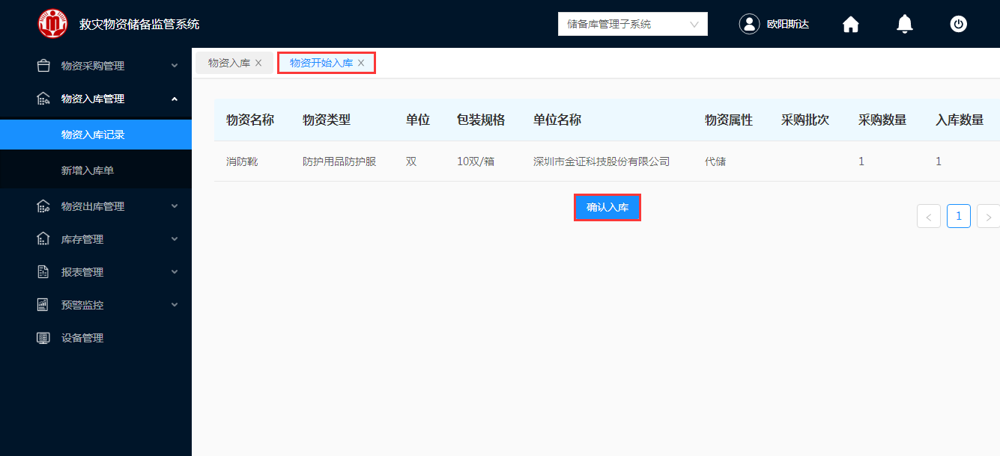 救灾物资储备监管系统
储备库管理子系统
欧阳斯达
物资采购管理
物资入库管理
物资入库记录
新增入库单
物资出库管理
库存管理
报表管理
预警监控
设备管理
物资入库 X
物资开始入库 X
物资名称 物资类型 单位 包装规格 单位名称 物资属性 采购批次 采购数量 入库数量
消防靴 防护用品防护服 双 10双/箱 深圳市金证科技股份有限公司 代储 1 1
确认入库
< 1 >